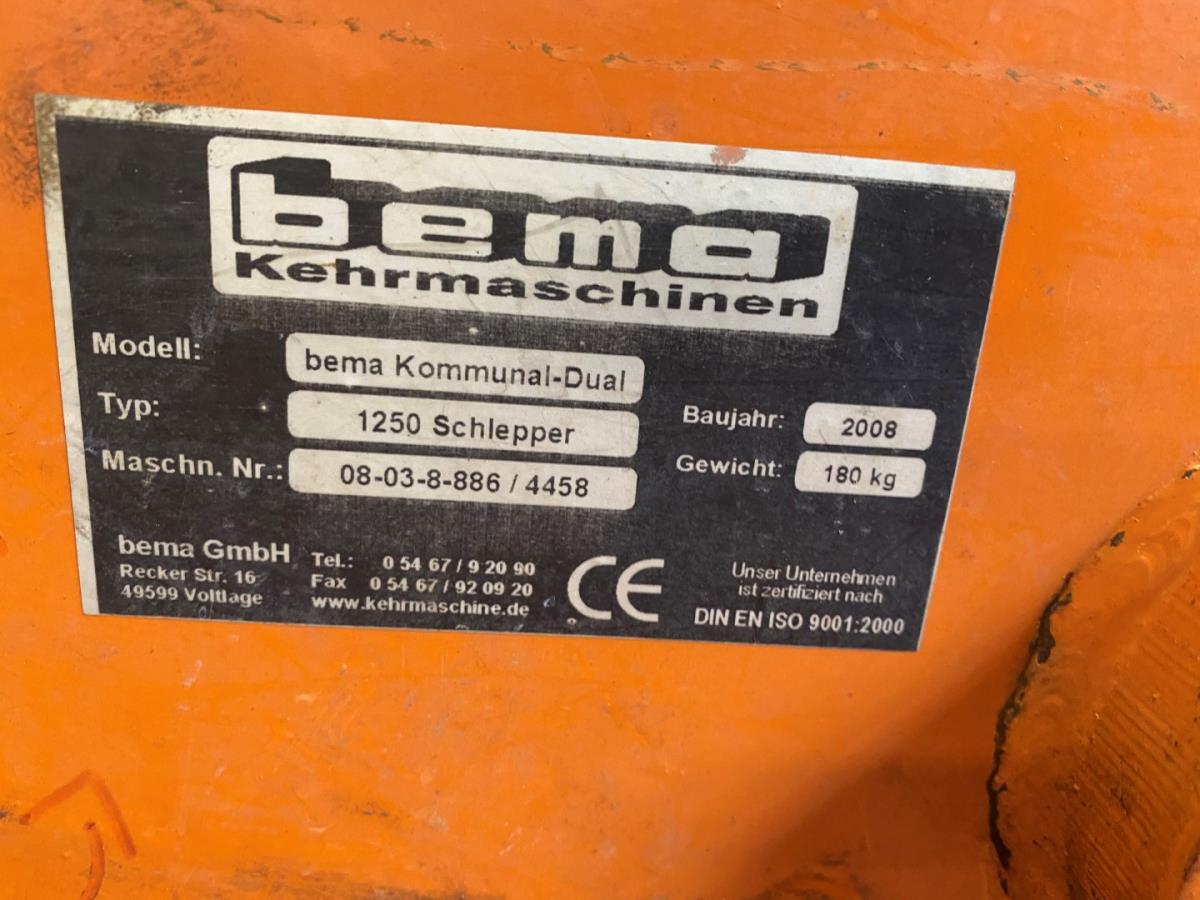 bema
Kehrmaschinen
Modell: bema Kommunal-Dual
Typ: 1250 Schlepper
Maschn. Nr.: 08-03-8-886 / 4458
Baujahr: 2008
Gewicht: 180 kg
bema GmbH
Recker Str. 16
49599 Voltlage
Tel.: 0 54 67 / 9 20 90
Fax 0 54 67 / 92 09 20
www.kehrmaschine.de
CE
Unser Unternehmen
ist zertifiziert nach
DIN EN ISO 9001:2000